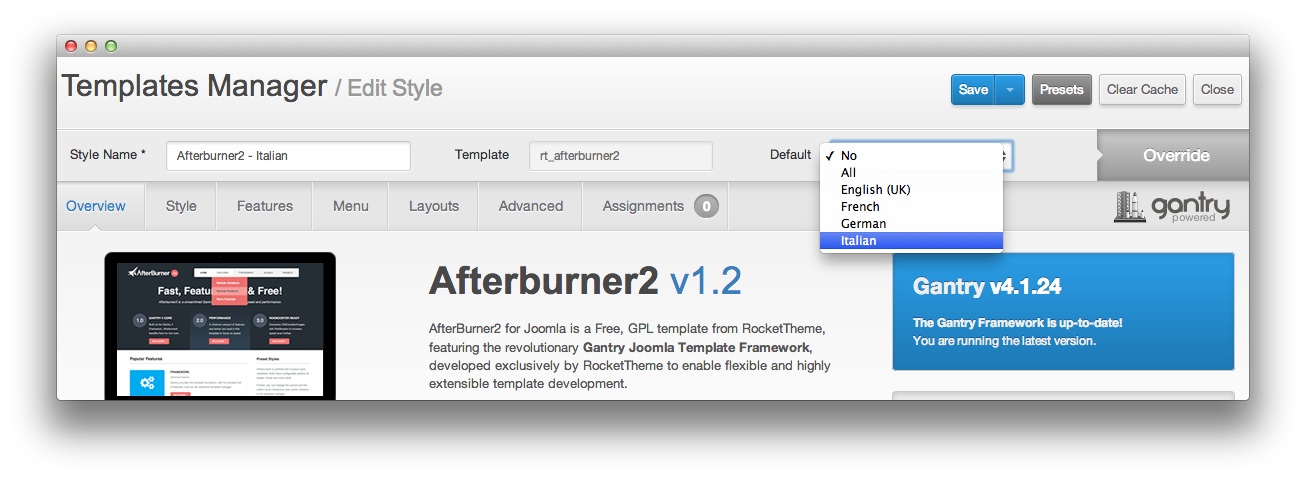 Templates Manager / Edit Style
Save
Presets
Clear Cache
Close
Style Name *
Afterburner2 - Italian
Template
rt_afterburner2
Default
✓ No
All
English (UK)
French
German
Italian
Override
Overview
Style
Features
Menu
Layouts
Advanced
Assignments 0
gantry
powered
AfterBurner
Fast, Featu & Free!
Popular Features
Afterburner2 v1.2
AfterBurner2 for Joomla is a Free, GPL template from RocketTheme,
featuring the revolutionary Gantry Joomla Template Framework,
developed exclusively by RocketTheme to enable flexible and highly
extensible template development.
Gantry v4.1.24
The Gantry Framework is up-to-date!
You are running the latest version.